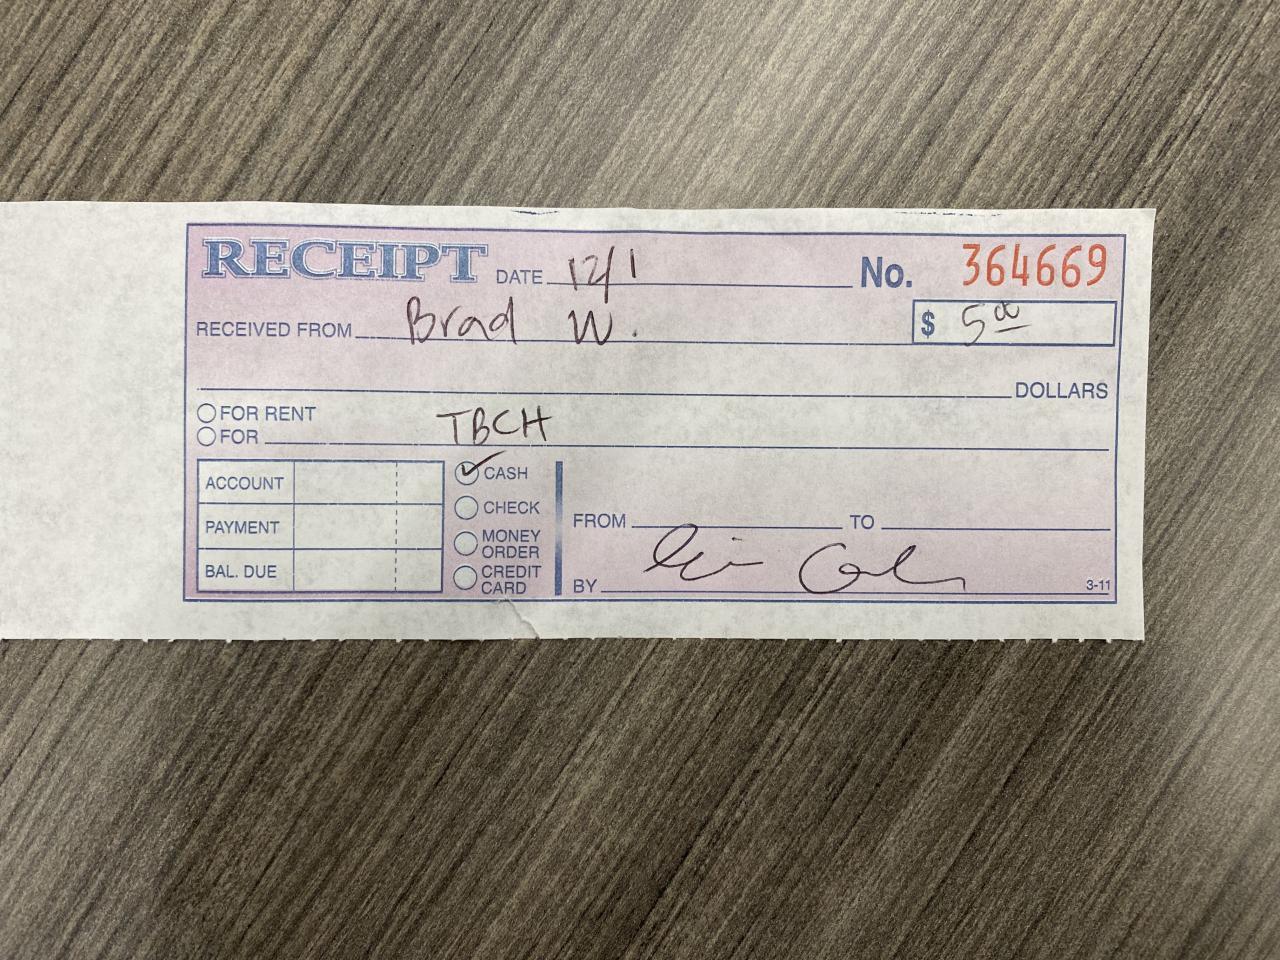 RECEIPT DATE 12/1 No. 364669
RECEIVED FROM Brad W. $ 5.00
DOLLARS
FOR RENT
FOR TBCH
ACCOUNT
PAYMENT
BAL. DUE
CASH
CHECK
MONEY
ORDER
CREDIT
CARD
FROM TO
BY
3-11